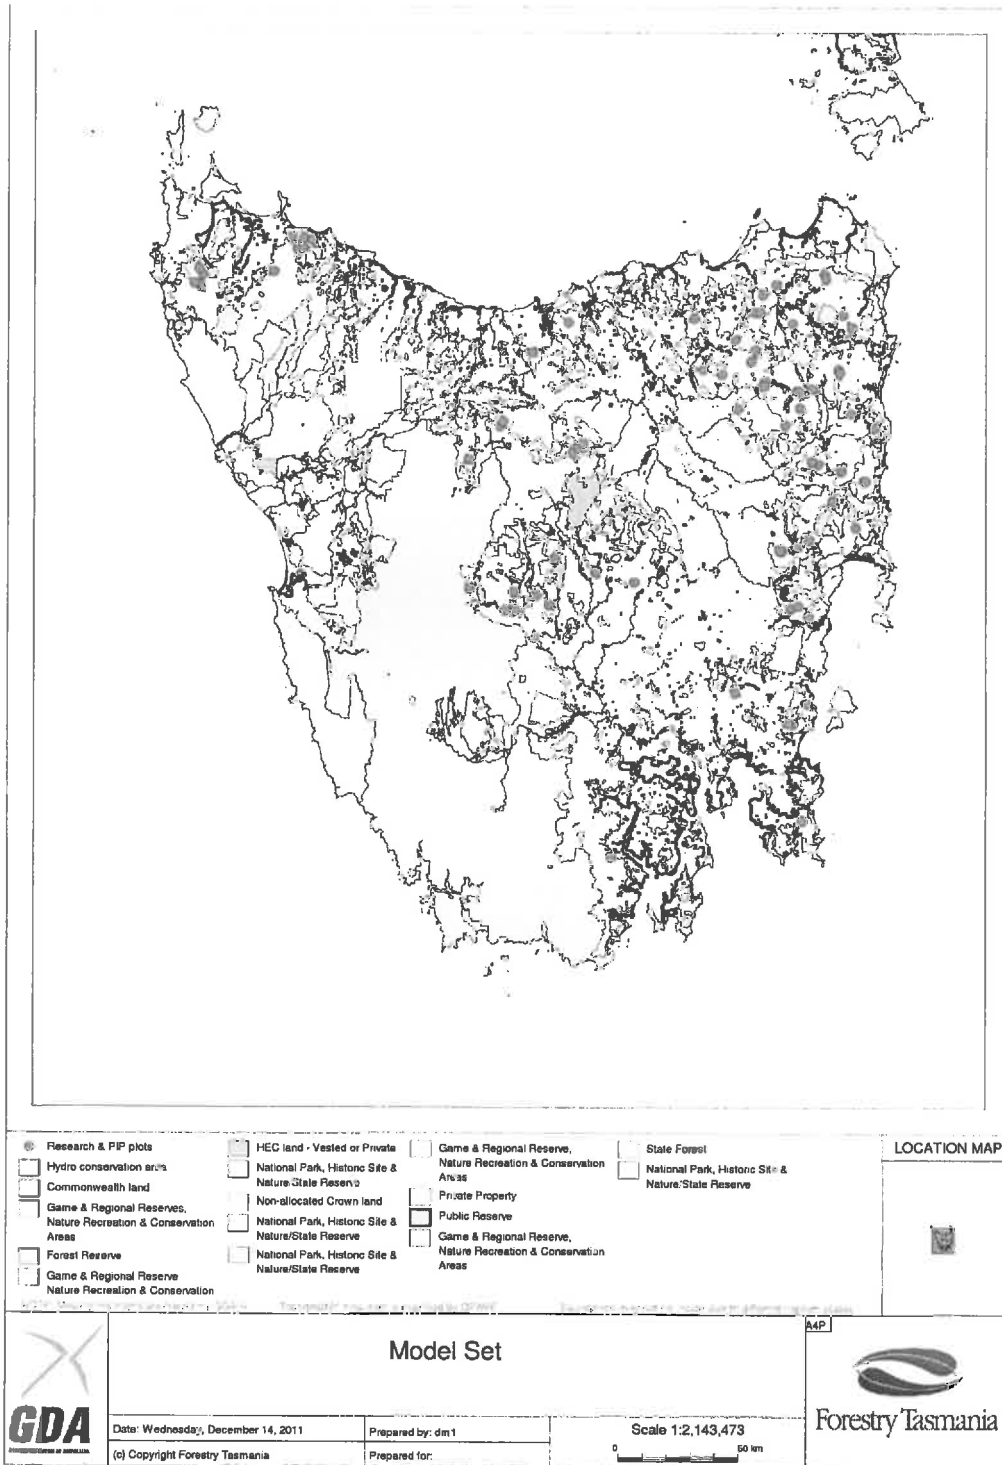 Research & PIP plots
Hydro conservation area
Commonwealth land
Game & Regional Reserves,
Nature Recreation & Conservation
Areas
Forest Reserve
Game & Regional Reserve
Nature Recreation & Conservation
HEC land - Vested or Private
National Park, Historic Site &
Nature/State Reserve
Non-allocated Crown land
National Park, Historic Site &
Nature/State Reserve
National Park, Historic Site &
Nature/State Reserve
Game & Regional Reserve,
Nature Recreation & Conservation
Areas
Private Property
Public Reserve
Game & Regional Reserve,
Nature Recreation & Conservation
Areas
State Forest
National Park, Historic Site &
Nature/State Reserve
LOCATION MAP
Model Set
A4P
GDA
Date: Wednesday, December 14, 2011
Prepared by: dm1
Scale 1:2,143,473
0 50 km
(c) Copyright Forestry Tasmania
Prepared for:
Forestry Tasmania